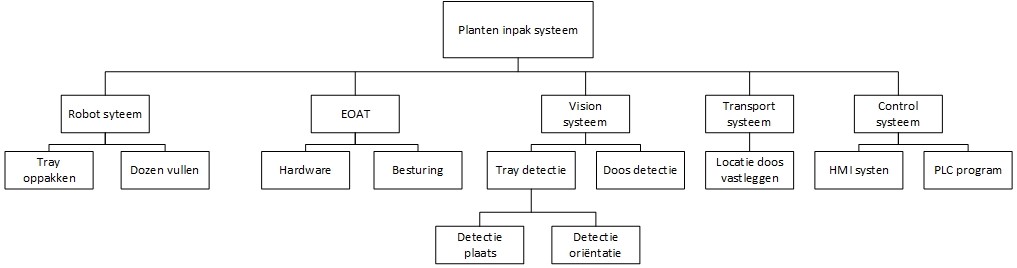 Planten inpak systeem
Robot syteem
EOAT
Vision
systeem
Transport
systeem
Control
systeem
Tray
oppakken
Dozen vullen
Hardware
Besturing
Tray detectie
Doos detectie
Locatie doos
vastleggen
HMI systen
PLC program
Detectie
plaats
Detectie
oriëntatie